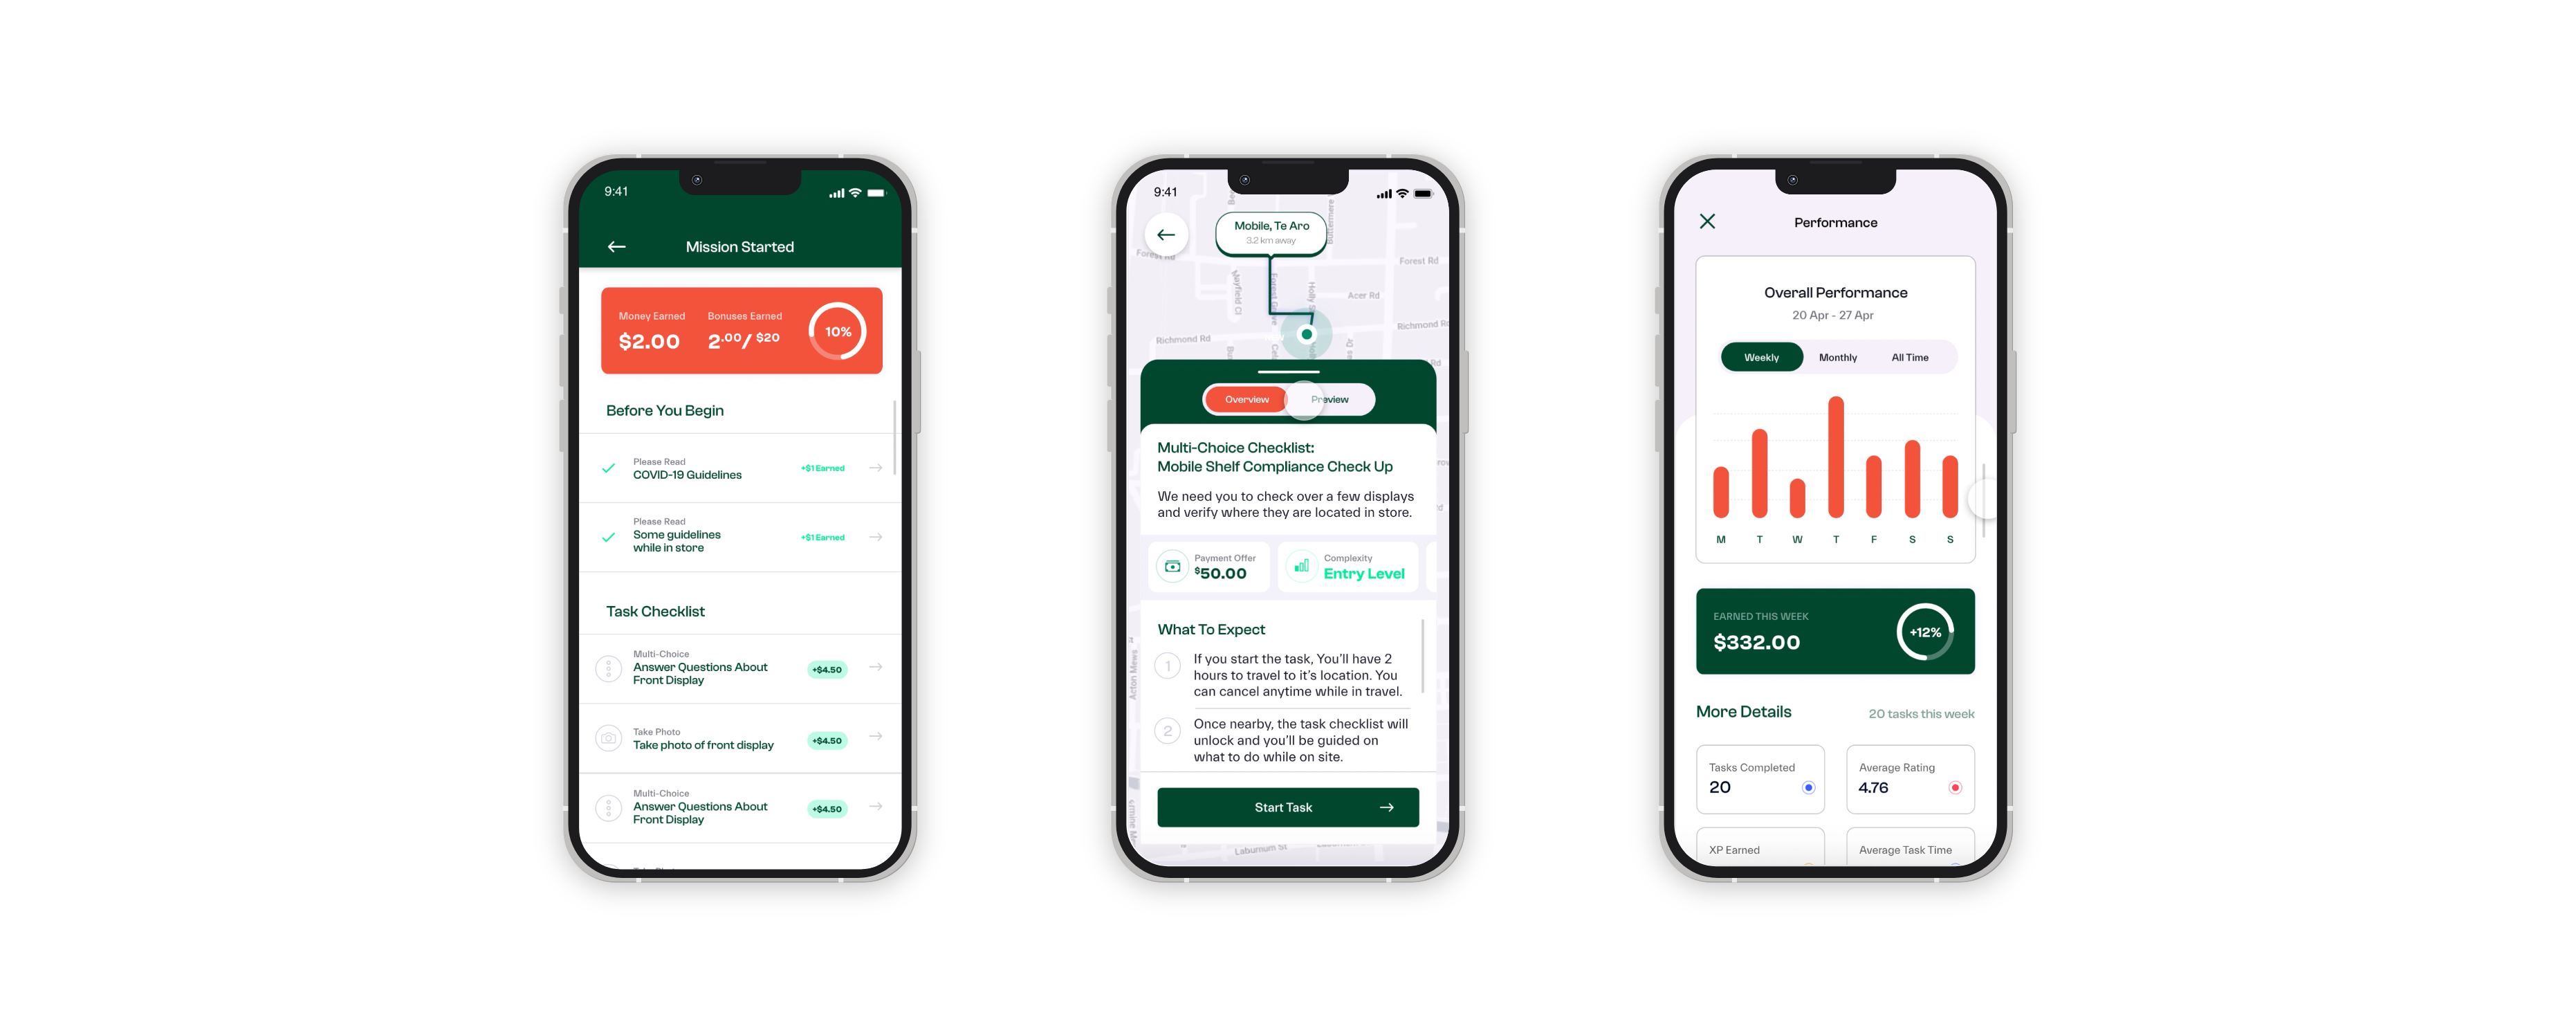 9:41
Mission Started
Money Earned
Bonuses Earned
$2.00
2.00/ $20
10%
Before You Begin
Please Read
COVID-19 Guidelines
+$1 Earned
Please Read
Some guidelines
while in store
+$1 Earned
Task Checklist
Multi-Choice
Answer Questions About
Front Display
+$4.50
Take Photo
Take photo of front display
+$4.50
Multi-Choice
Answer Questions About
Front Display
+$4.50
9:41
Mobile, Te Aro
3.2 km away
Forest Rd
Forest Rd
Mayfield Cl
Acer Rd
Richmond Rd
Richmond Rd
Overview
Preview
Multi-Choice Checklist:
Mobile Shelf Compliance Check Up
We need you to check over a few displays
and verify where they are located in store.
Payment Offer
$50.00
Complexity
Entry Level
What To Expect
1
If you start the task, You'll have 2
hours to travel to it's location. You
can cancel anytime while in travel.
2
Once nearby, the task checklist will
unlock and you'll be guided on
what to do while on site.
Acton Mews
Start Task
Laburnum St
Performance
Overall Performance
20 Apr - 27 Apr
Weekly
Monthly
All Time
M T W T F S S
EARNED THIS WEEK
$332.00
+12%
More Details
20 tasks this week
Tasks Completed
20
Average Rating
4.76
XP Earned
Average Task Time